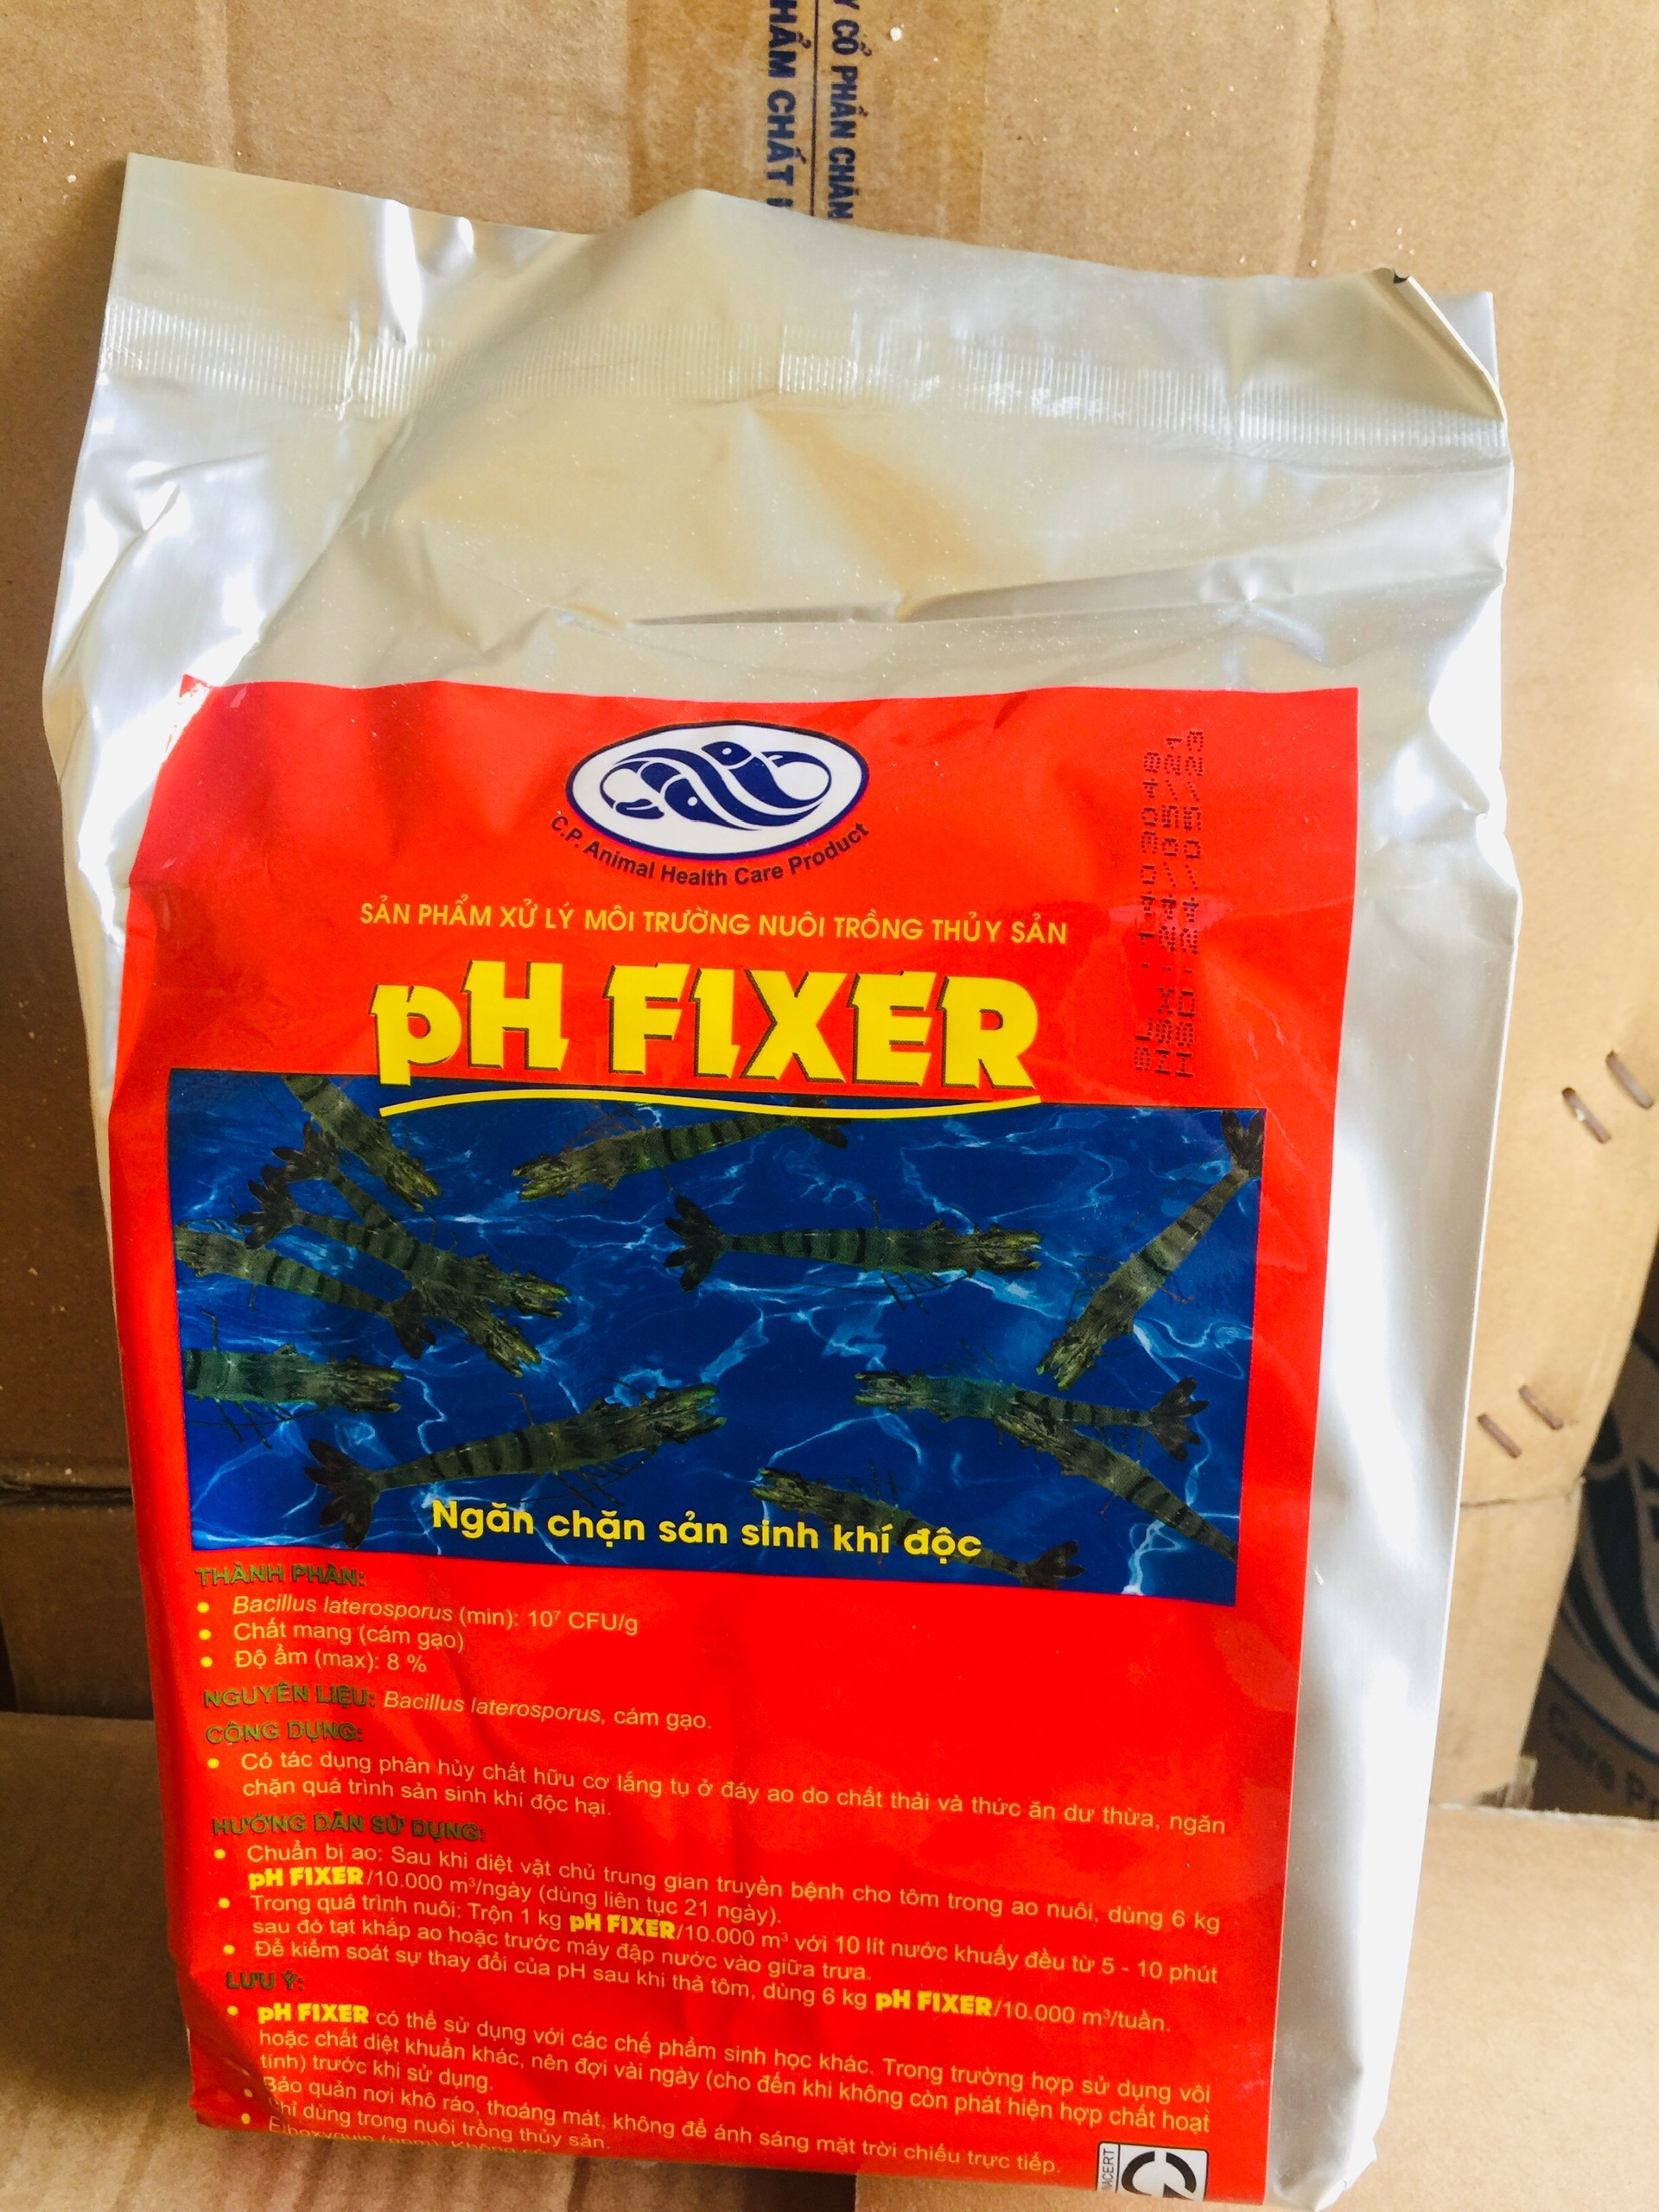 Y CỔ PHẦN CHĂN
HẨM CHẤT
C.P. Animal Health Care Product
SẢN PHẨM XỬ LÝ MÔI TRƯỜNG NUÔI TRỒNG THỦY SẢN
pH FIXER
Ngăn chặn sản sinh khí độc
THÀNH PHẦN:
• Bacillus laterosporus (min): 10⁷ CFU/g
• Chất mang (cám gạo)
• Độ ẩm (max): 8 %
NGUYÊN LIỆU: Bacillus laterosporus, cám gạo.
CÔNG DỤNG:
• Có tác dụng phân hủy chất hữu cơ lắng tụ ở đáy ao do chất thải và thức ăn dư thừa, ngăn
chặn quá trình sản sinh khí độc hại.
HƯỚNG DẪN SỬ DỤNG:
• Chuẩn bị ao: Sau khi diệt vật chủ trung gian truyền bệnh cho tôm trong ao nuôi, dùng 6 kg
pH FIXER/10.000 m³/ngày (dùng liên tục 21 ngày).
• Trong quá trình nuôi: Trộn 1 kg pH FIXER/10.000 m³ với 10 lít nước khuấy đều từ 5 - 10 phút
sau đó tạt khắp ao hoặc trước máy đập nước vào giữa trưa.
• Để kiểm soát sự thay đổi của pH sau khi thả tôm, dùng 6 kg pH FIXER/10.000 m³/tuần.
LƯU Ý:
• pH FIXER có thể sử dụng với các chế phẩm sinh học khác. Trong trường hợp sử dụng vôi
hoặc chất diệt khuẩn khác, nên đợi vài ngày (cho đến khi không còn phát hiện hợp chất hoạt
tính) trước khi sử dụng.
• Bảo quản nơi khô ráo, thoáng mát, không để ánh sáng mặt trời chiếu trực tiếp.
• hỉ dùng trong nuôi trồng thủy sản.
NACERT
Care Pr